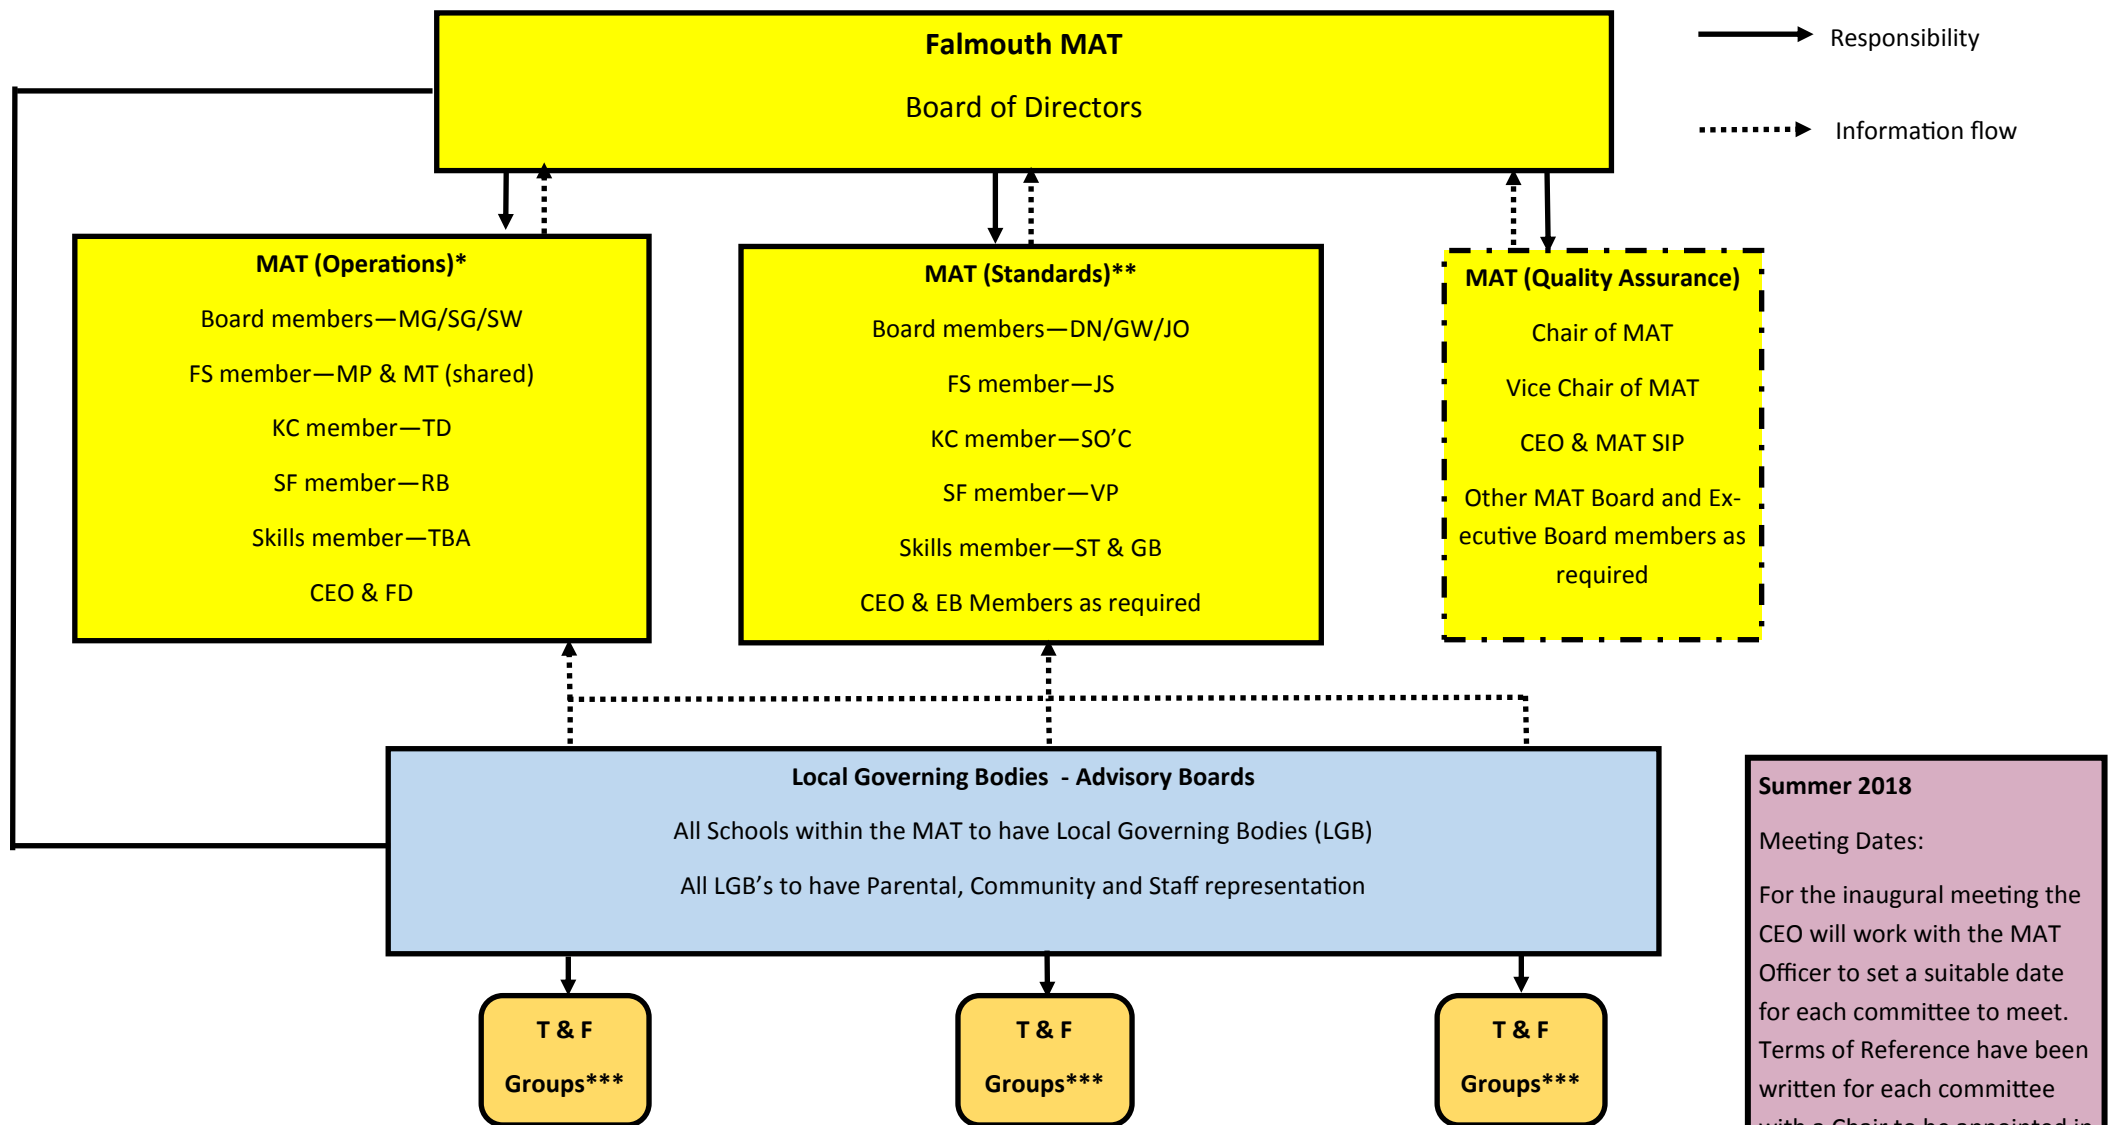 Falmouth MAT
Board of Directors
Responsibility
Information flow
MAT (Operations)*
Board members—MG/SG/SW
FS member—MP & MT (shared)
KC member—TD
SF member—RB
Skills member—TBA
CEO & FD
MAT (Standards)**
Board members—DN/GW/JO
FS member—JS
KC member—SO’C
SF member—VP
Skills member—ST & GB
CEO & EB Members as required
MAT (Quality Assurance)
Chair of MAT
Vice Chair of MAT
CEO & MAT SIP
Other MAT Board and Ex-
ecutive Board members as
required
Local Governing Bodies - Advisory Boards
All Schools within the MAT to have Local Governing Bodies (LGB)
All LGB’s to have Parental, Community and Staff representation
T & F
Groups***
T & F
Groups***
T & F
Groups***
Summer 2018
Meeting Dates:
For the inaugural meeting the
CEO will work with the MAT
Officer to set a suitable date
for each committee to meet.
Terms of Reference have been
written for each committee
with a Chair to be appointed in